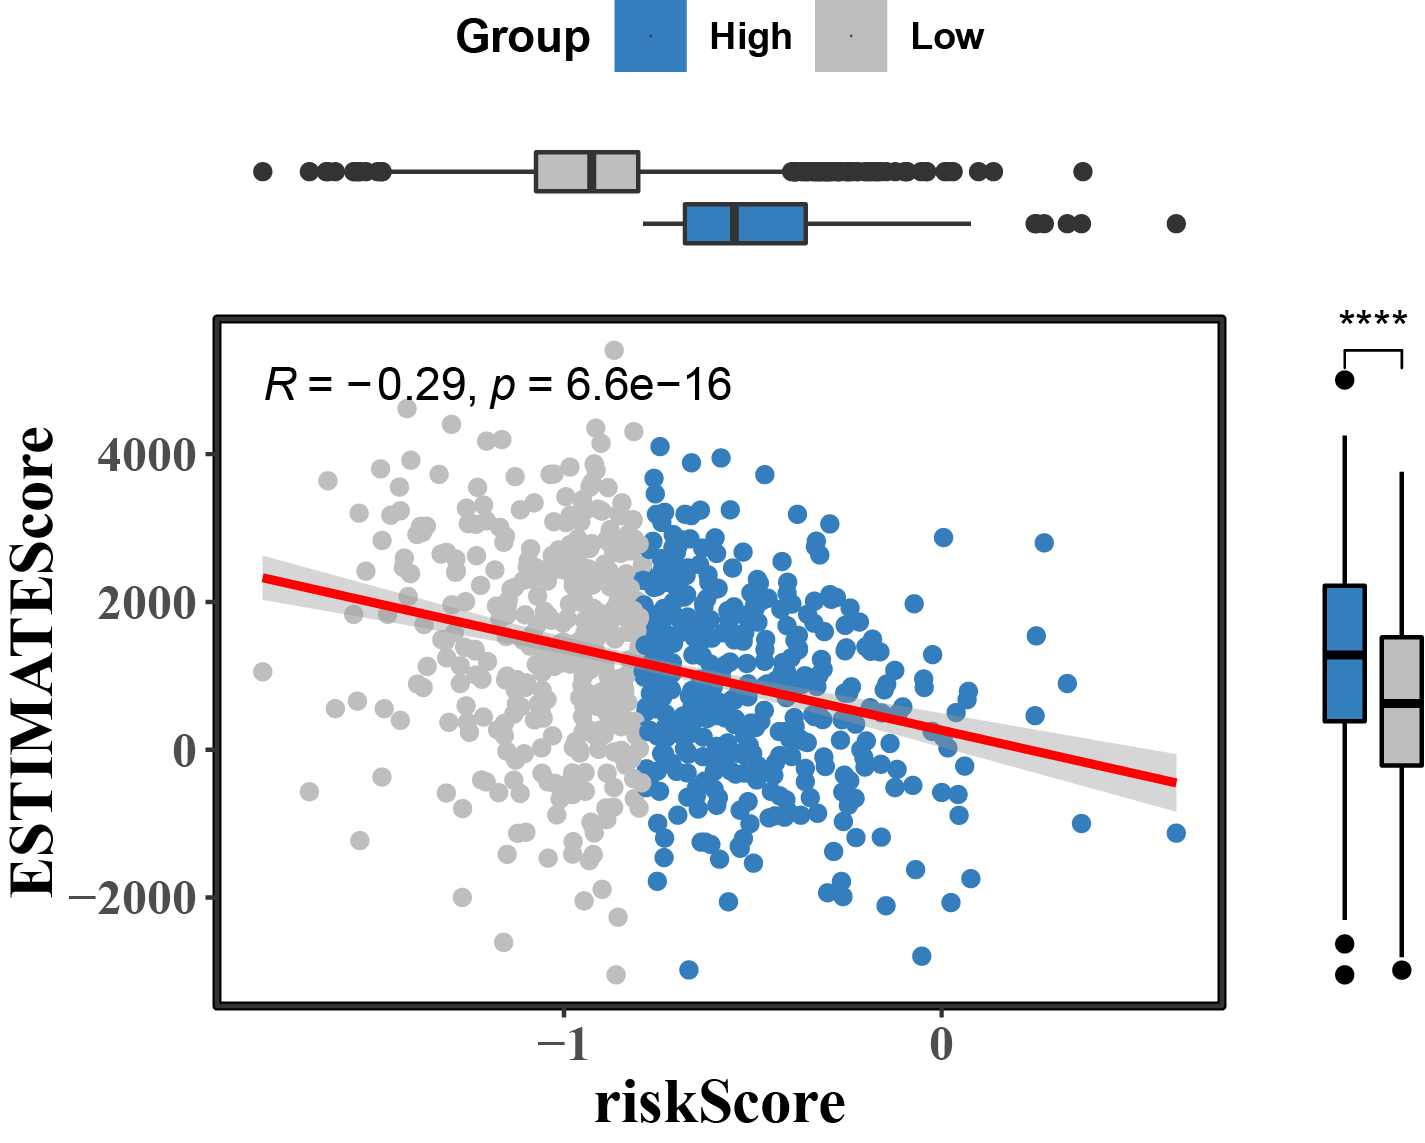 Group High Low
****
R = −0.29, p = 6.6e−16
ESTIMATEScore
4000
2000
0
−2000
−1 0
riskScore